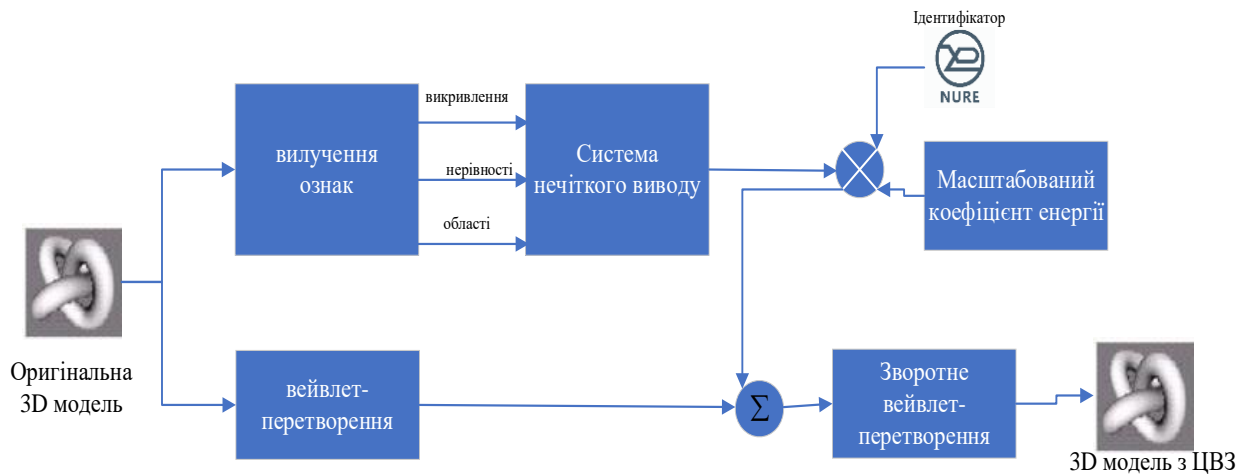 Ідентифікатор
NURE
викривлення
вилучення
ознак
нерівності
області
Система
нечіткого виводу
Масштабований
коефіцієнт енергії
Оригінальна
3D модель
вейвлет-
перетворення
Σ
Зворотне
вейвлет-
перетворення
3D модель з ЦВЗ